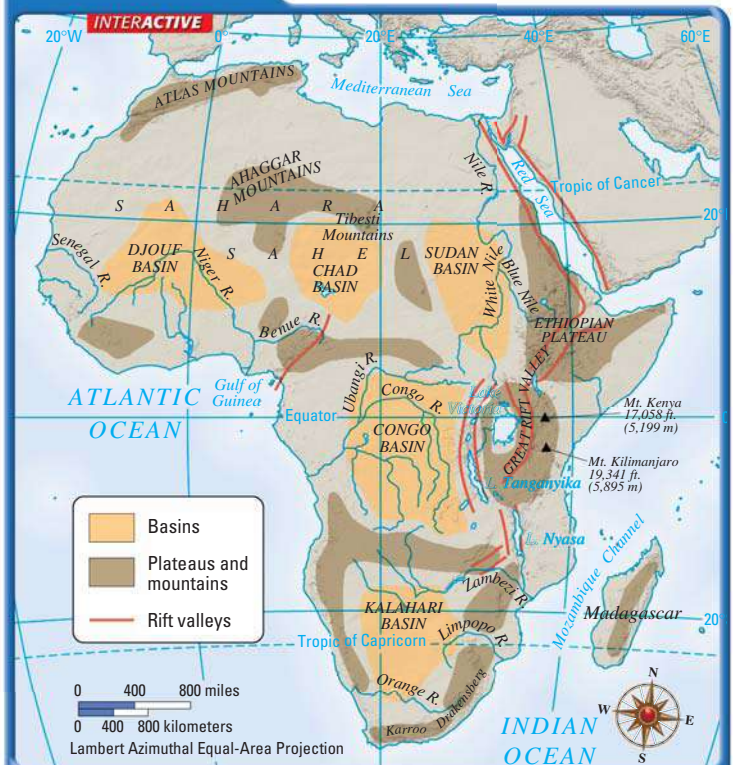 INTERACTIVE
20°W
0°
20°E
40°E
60°E
ATLAS MOUNTAINS
Mediterranean Sea
AHAGGAR
MOUNTAINS
Nile R.
Red Sea
Tropic of Cancer
S A H A R A
20°
Tibesti
Mountains
Senegal R.
DJOUF
BASIN
Niger R.
S A H E L
CHAD
BASIN
SUDAN
BASIN
White Nile
Blue Nile
Benue R.
ETHIOPIAN
PLATEAU
Ubangi R.
ATLANTIC
OCEAN
Gulf of
Guinea
Equator
Congo R.
CONGO
BASIN
Lake
Victoria
GREAT RIFT VALLEY
Mt. Kenya
17,058 ft.
(5,199 m)
Mt. Kilimanjaro
19,341 ft.
(5,895 m)
L. Tanganyika
L. Nyasa
Basins
Plateaus and
mountains
Rift valleys
Zambezi R.
Mozambique Channel
Madagascar
KALAHARI
BASIN
20°
Limpopo R.
Tropic of Capricorn
Orange R.
Drakensberg
Karroo
INDIAN
OCEAN
N
W
E
S
0 400 800 miles
0 400 800 kilometers
Lambert Azimuthal Equal-Area Projection